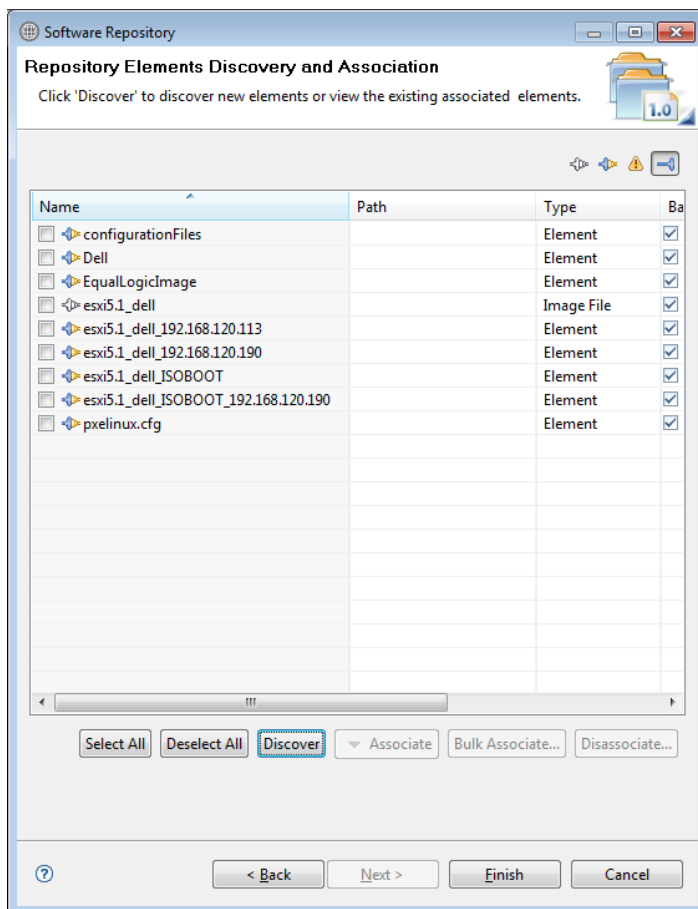 Software Repository
Repository Elements Discovery and Association
Click 'Discover' to discover new elements or view the existing associated elements.
1.0
Name Path Type Ba
configurationFiles Element
Dell Element
EqualLogicImage Element
esxi5.1_dell Image File
esxi5.1_dell_192.168.120.113 Element
esxi5.1_dell_192.168.120.190 Element
esxi5.1_dell_ISOBOOT Element
esxi5.1_dell_ISOBOOT_192.168.120.190 Element
pxelinux.cfg Element
Select All Deselect All Discover Associate Bulk Associate... Disassociate...
? < Back Next > Finish Cancel